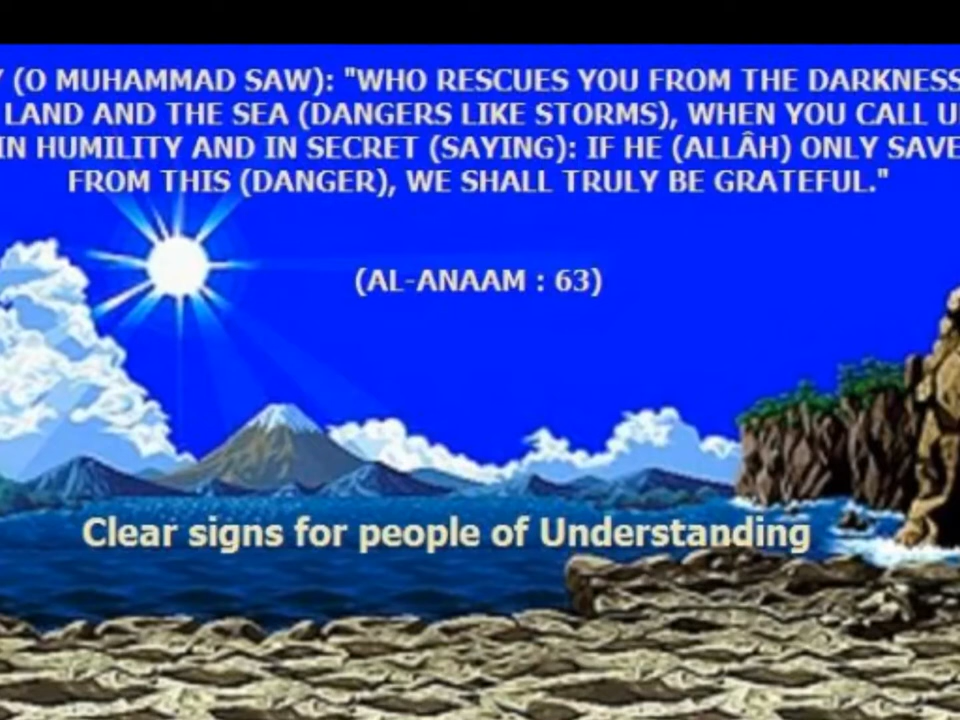 (O MUHAMMAD SAW): "WHO RESCUES YOU FROM THE DARKNESS
LAND AND THE SEA (DANGERS LIKE STORMS), WHEN YOU CALL
IN HUMILITY AND IN SECRET (SAYING): IF HE (ALLÂH) ONLY SAVE
FROM THIS (DANGER), WE SHALL TRULY BE GRATEFUL."
(AL-ANAAM : 63)
Clear signs for people of Understanding